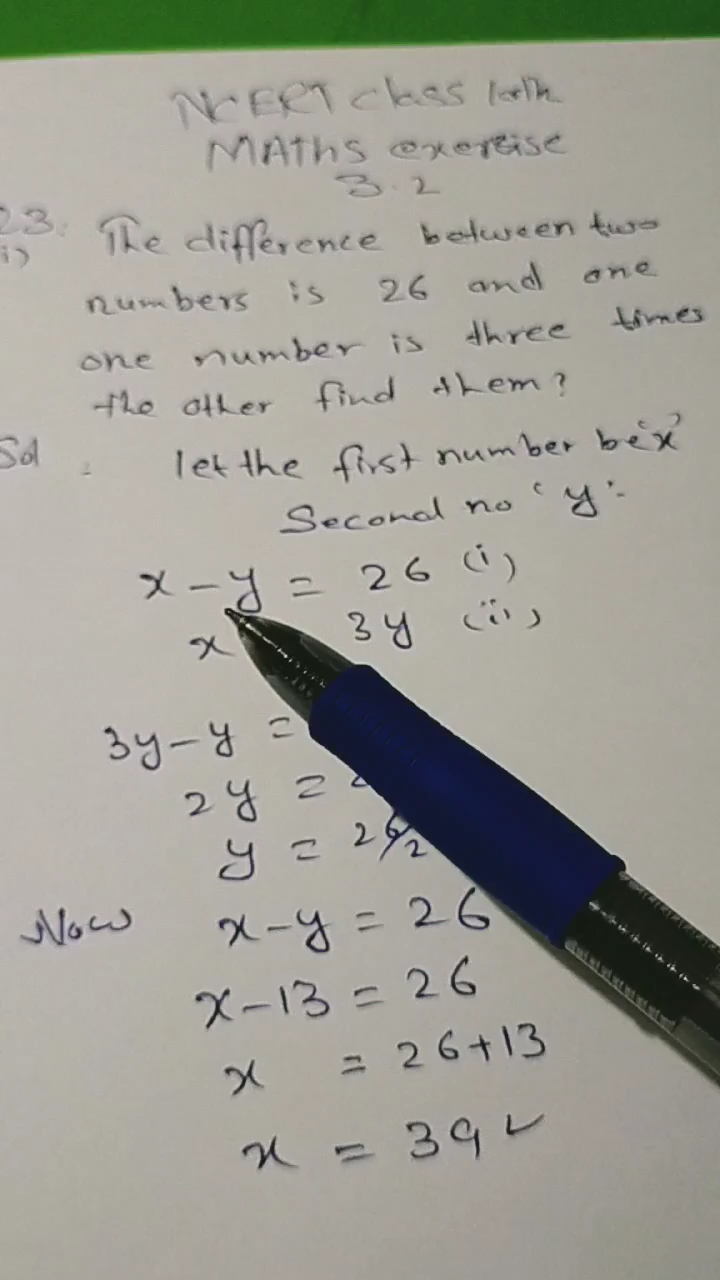 NCERT class 10th
MATHS exercise
3.2
23. The difference between two
i) numbers is 26 and one
one number is three times
the other find them?
Sol : let the first number be 'x'
Second no 'y'.
x - y = 26 (i)
x 3y (ii)
3y - y =
2y =
y = 26/2
Now x - y = 26
x - 13 = 26
x = 26 + 13
x = 39 ✓